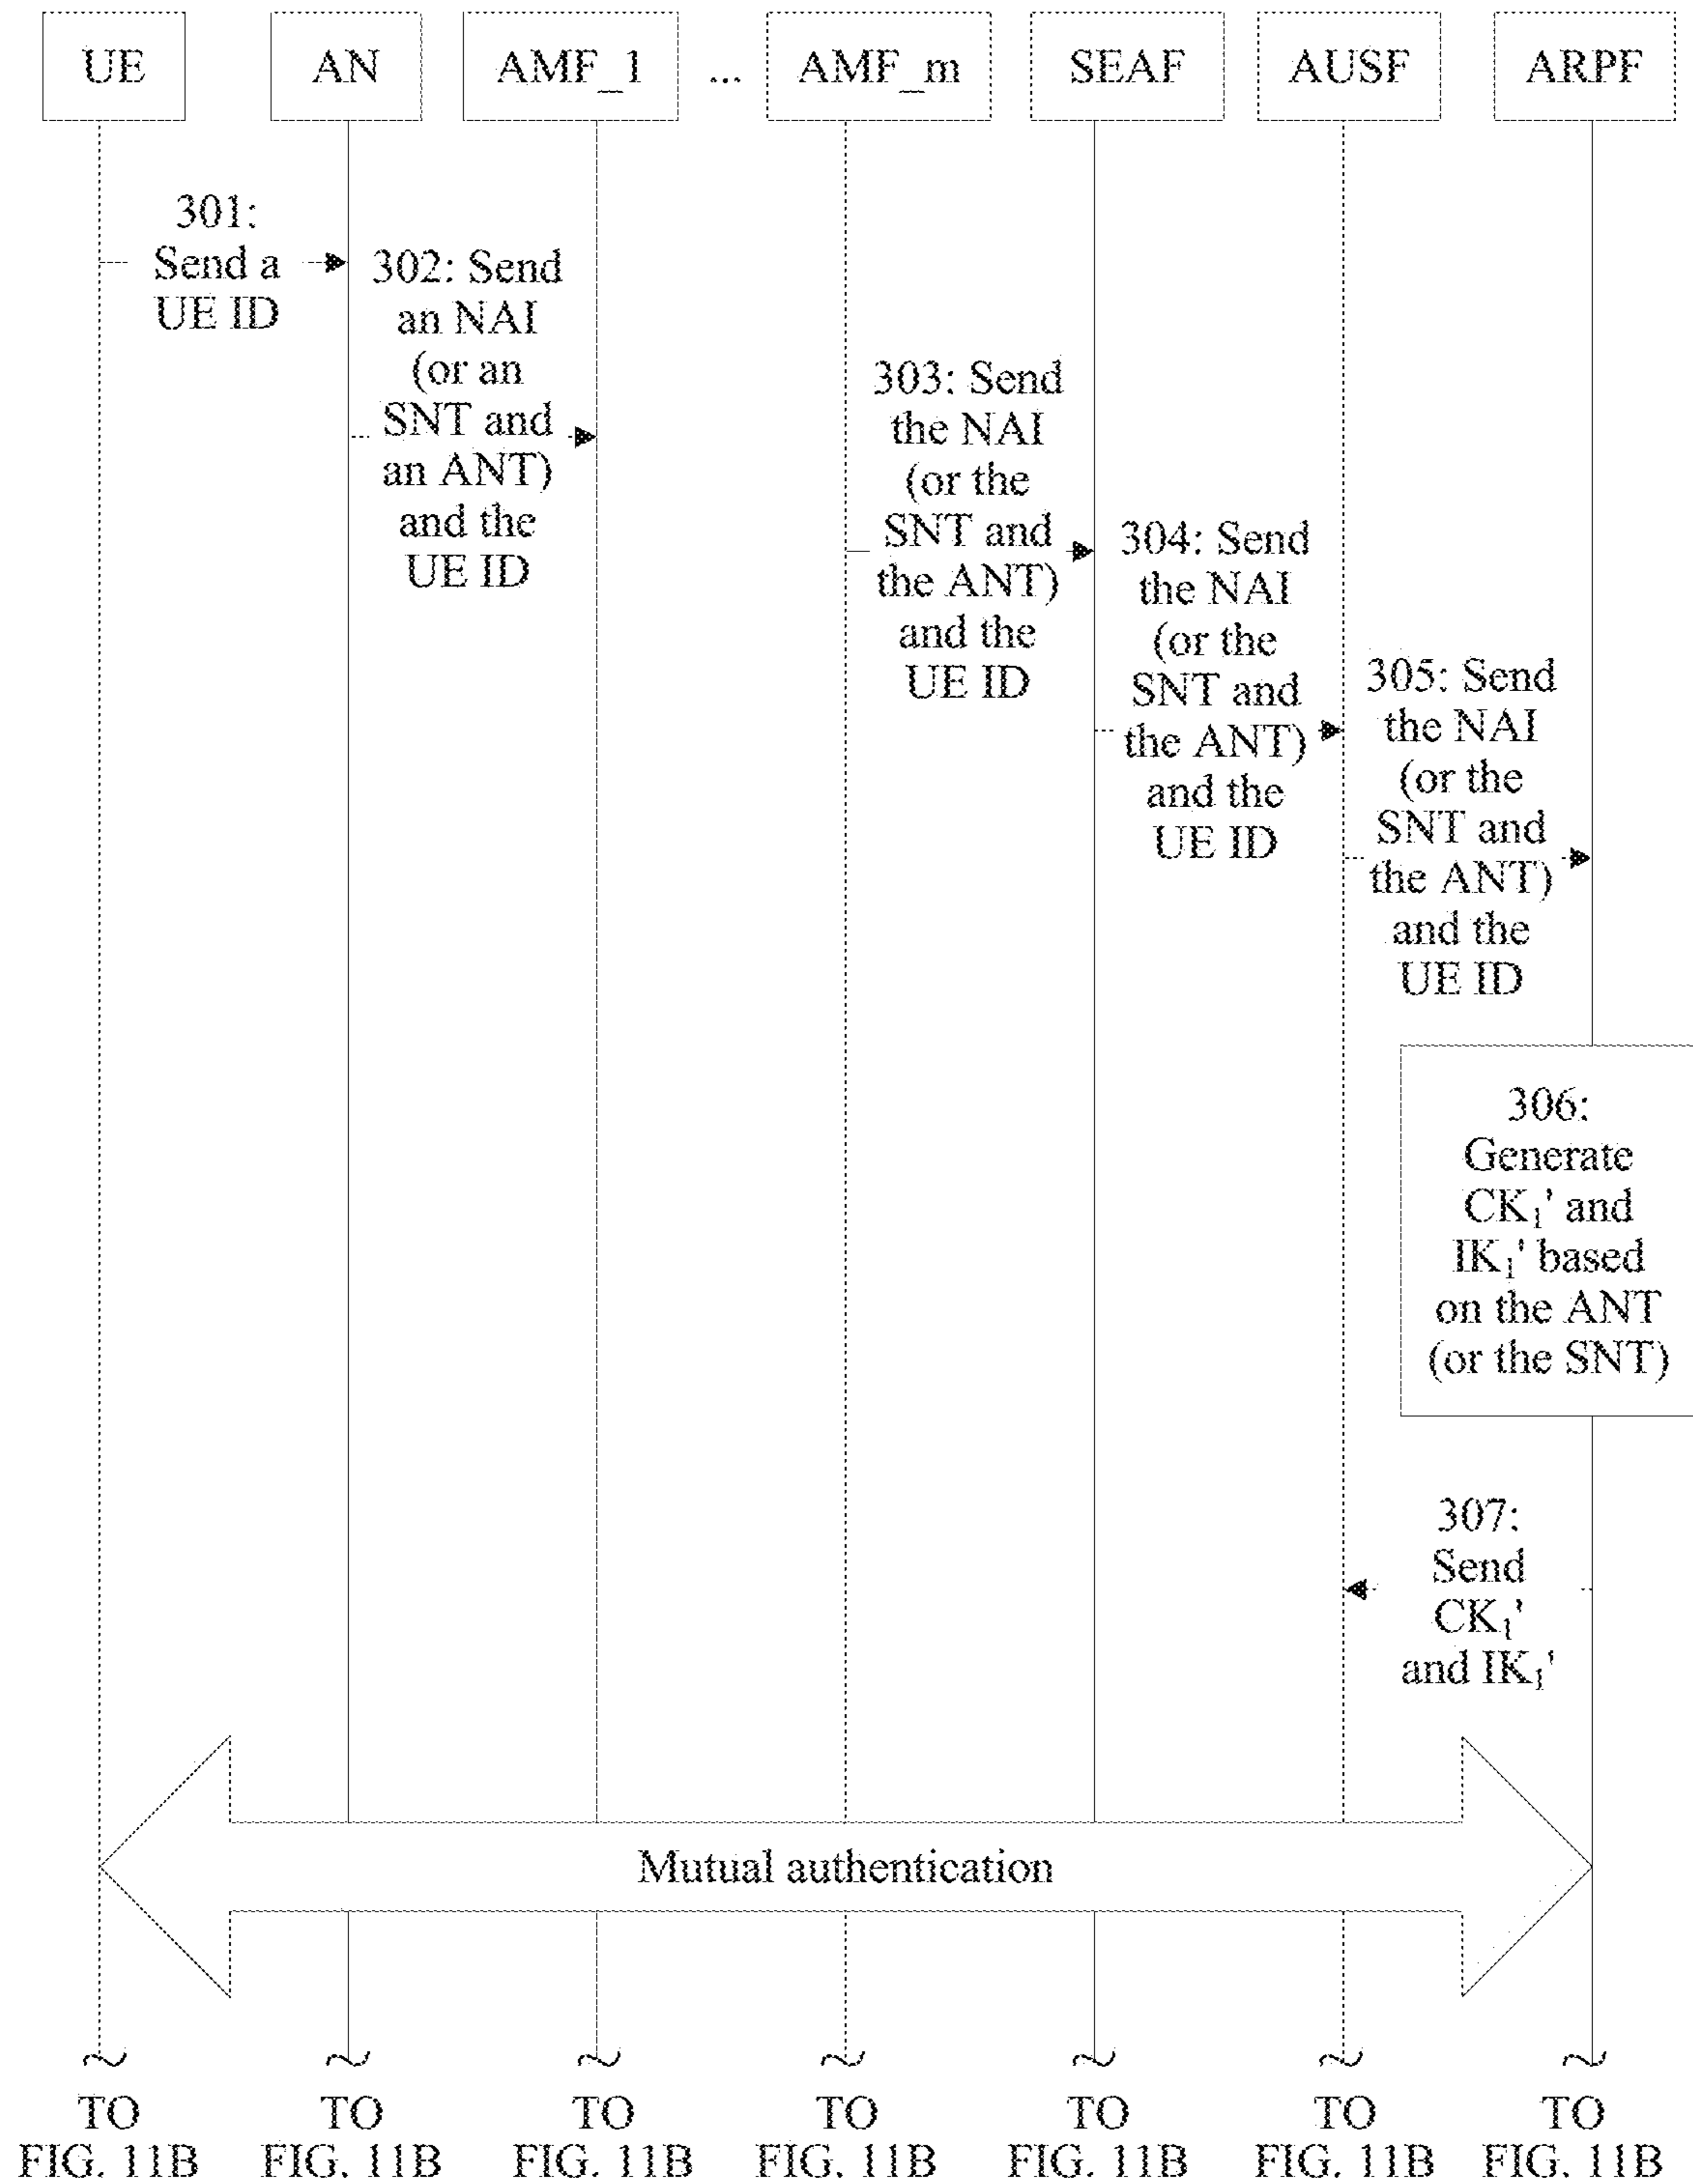 UE
AN
AMF_1
...
AMF_m
SEAF
AUSF
ARPF
301:
Send a
UE ID
302: Send
an NAI
(or an
SNT and
an ANT)
and the
UE ID
303: Send
the NAI
(or the
SNT and
the ANT)
and the
UE ID
304: Send
the NAI
(or the
SNT and
the ANT)
and the
UE ID
305: Send
the NAI
(or the
SNT and
the ANT)
and the
UE ID
306:
Generate
CK₁' and
IK₁' based
on the ANT
(or the SNT)
307:
Send
CK₁'
and IK₁'
Mutual authentication
TO
FIG. 11B
TO
FIG. 11B
TO
FIG. 11B
TO
FIG. 11B
TO
FIG. 11B
TO
FIG. 11B
TO
FIG. 11B